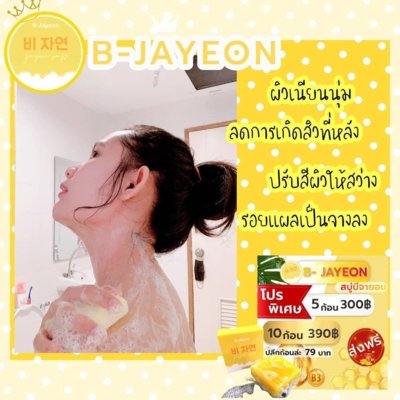 B-Jayeon
비 자연
B-JAYEON
ผิวเนียนนุ่ม
ลดการเกิดสิวที่หลัง
ปรับสีผิวให้สว่าง
รอยแผลเป็นจางลง
B- JAYEON
สบู่บีจายอน
โปร
พิเศษ
5 ก้อน 300฿
10 ก้อน 390฿
ส่งฟรี
ปลีกก้อนล่ะ 79 บาท
비 자연
B3